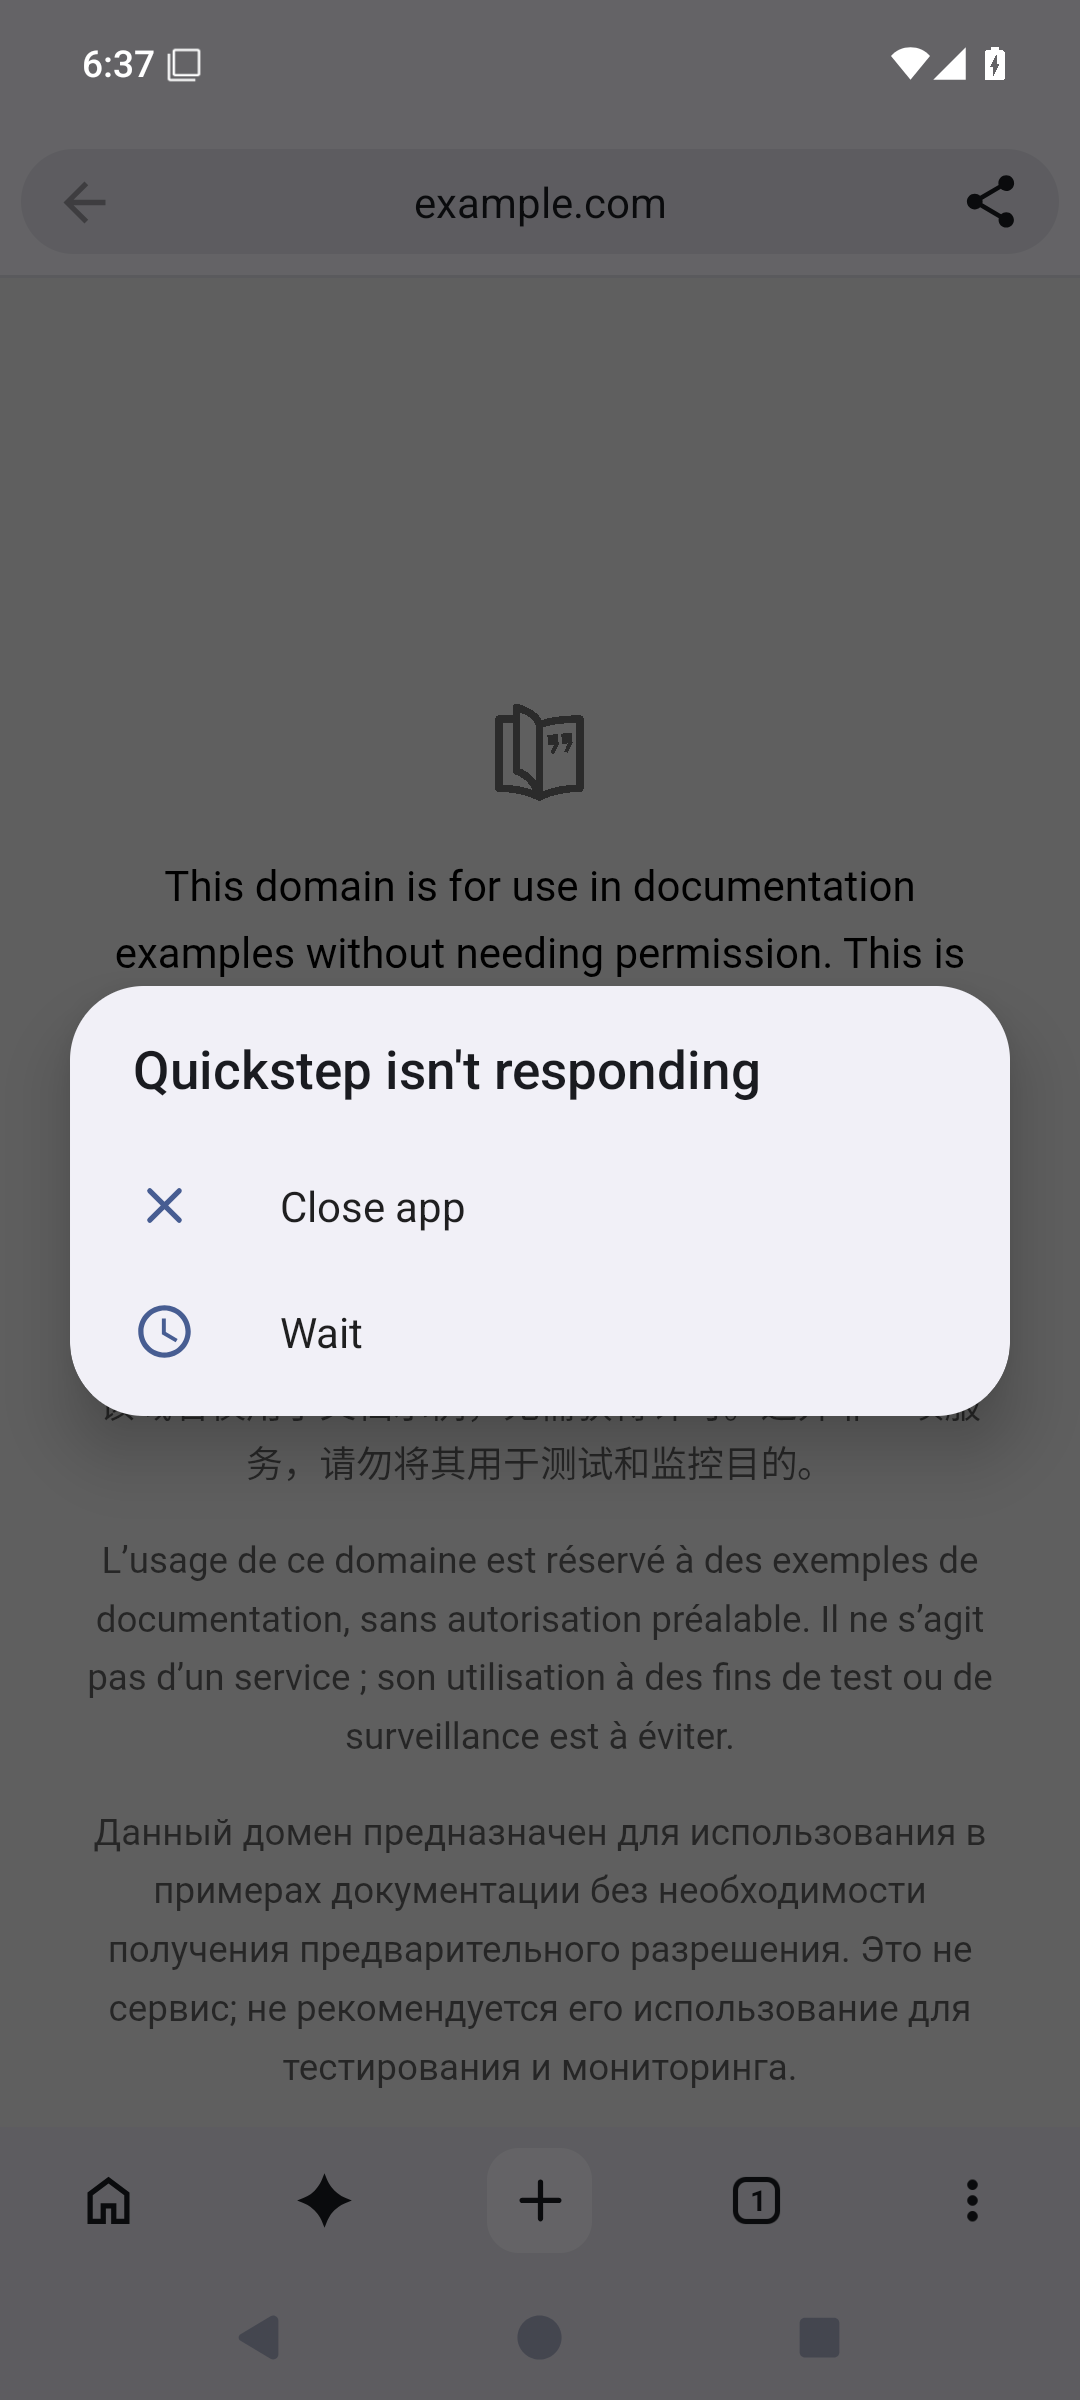 6:37
example.com
This domain is for use in documentation
examples without needing permission. This is
Quickstep isn't responding
Close app
Wait
务，请勿将其用于测试和监控目的。
L’usage de ce domaine est réservé à des exemples de
documentation, sans autorisation préalable. Il ne s’agit
pas d’un service ; son utilisation à des fins de test ou de
surveillance est à éviter.
Данный домен предназначен для использования в
примерах документации без необходимости
получения предварительного разрешения. Это не
сервис; не рекомендуется его использование для
тестирования и мониторинга.
1